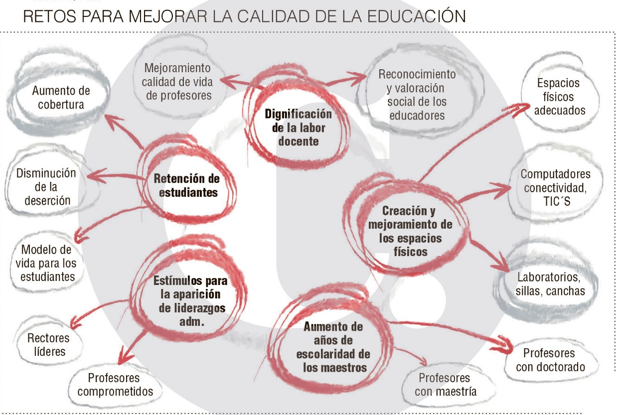 RETOS PARA MEJORAR LA CALIDAD DE LA EDUCACIÓN
Mejoramiento
calidad de vida
de profesores
Dignificación
de la labor
docente
Reconocimiento
y valoración
social de los
educadores
Aumento de
cobertura
Disminución
de la
deserción
Modelo de
vida para los
estudiantes
Retención de
estudiantes
Espacios
físicos
adecuados
Computadores
conectividad,
TIC´S
Laboratorios,
sillas, canchas
Creación y
mejoramiento de
los espacios
físicos
Estímulos para
la aparición
de liderazgos
adm.
Rectores
líderes
Profesores
comprometidos
Aumento de
años de
escolaridad de
los maestros
Profesores
con maestría
Profesores
con doctorado